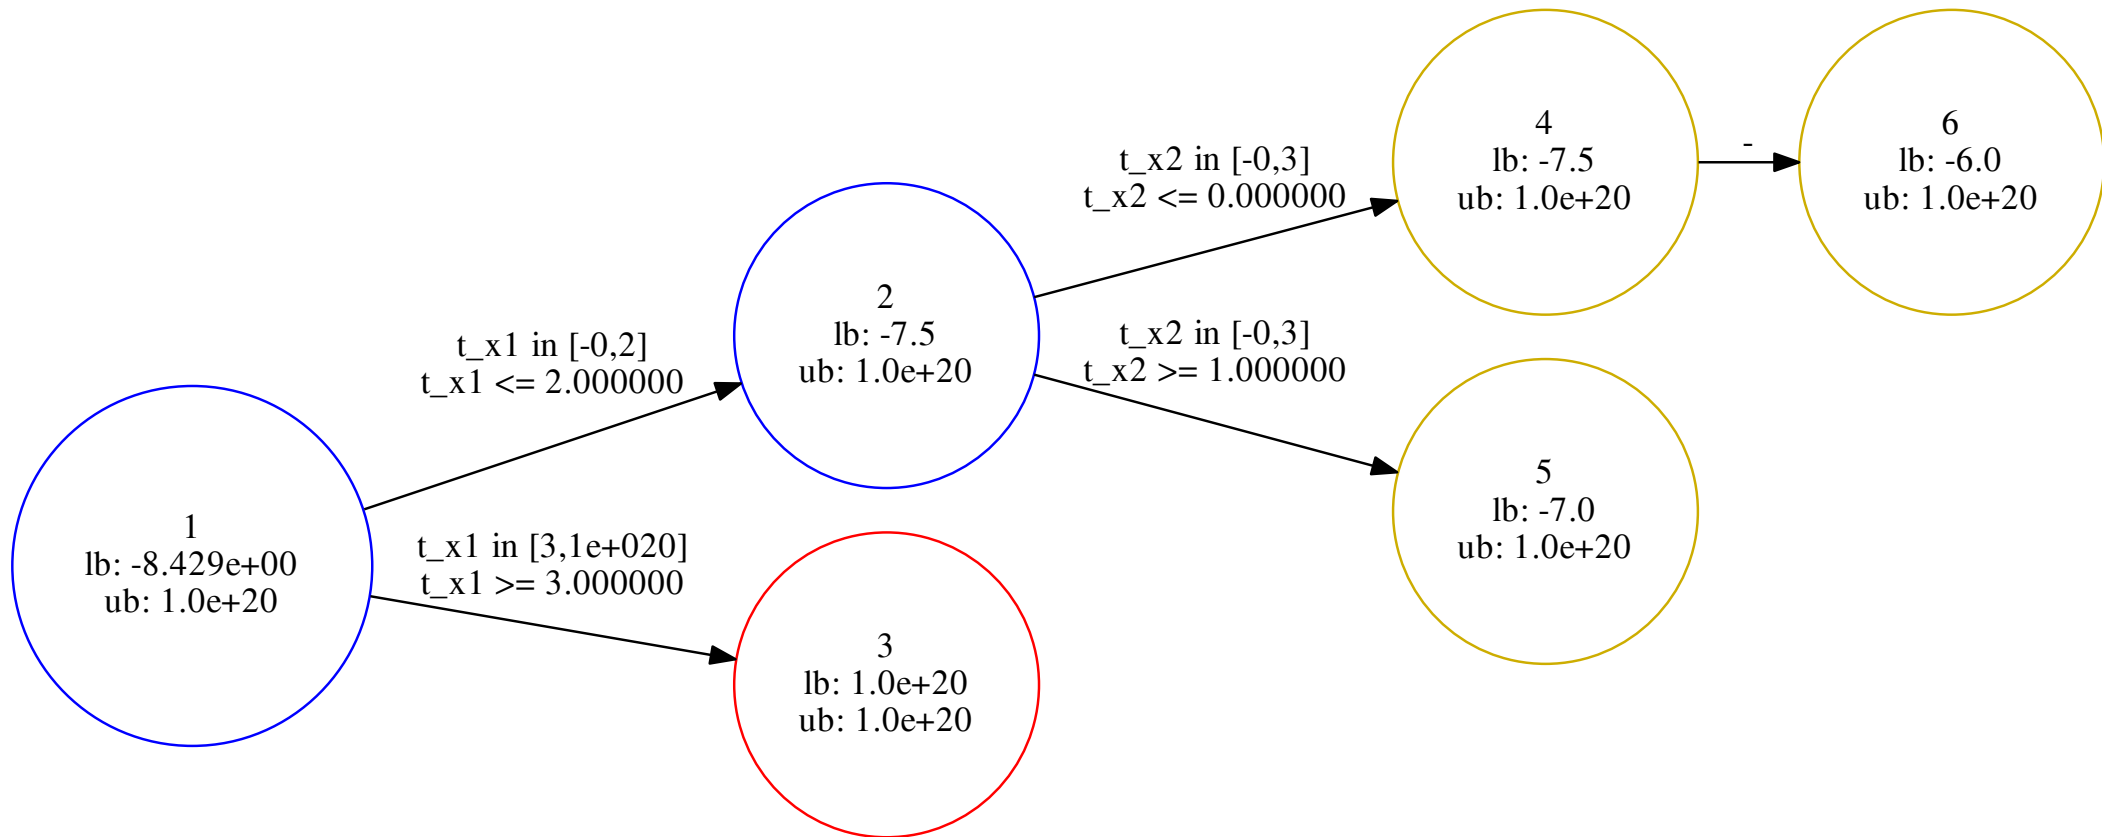 1
lb: -8.429e+00
ub: 1.0e+20
t_x1 in [-0,2]
t_x1 <= 2.000000
t_x1 in [3,1e+020]
t_x1 >= 3.000000
2
lb: -7.5
ub: 1.0e+20
3
lb: 1.0e+20
ub: 1.0e+20
t_x2 in [-0,3]
t_x2 <= 0.000000
t_x2 in [-0,3]
t_x2 >= 1.000000
4
lb: -7.5
ub: 1.0e+20
5
lb: -7.0
ub: 1.0e+20
-
6
lb: -6.0
ub: 1.0e+20